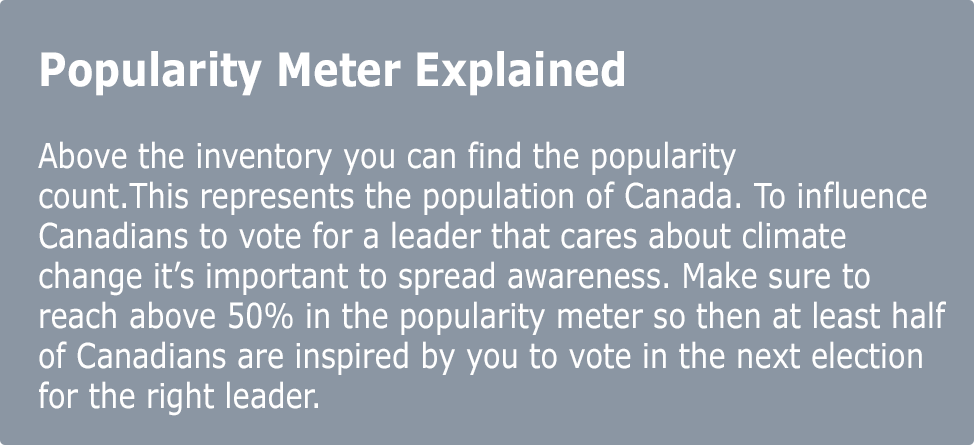 Popularity Meter Explained
Above the inventory you can find the popularity
count.This represents the population of Canada. To influence
Canadians to vote for a leader that cares about climate
change it’s important to spread awareness. Make sure to
reach above 50% in the popularity meter so then at least half
of Canadians are inspired by you to vote in the next election
for the right leader.